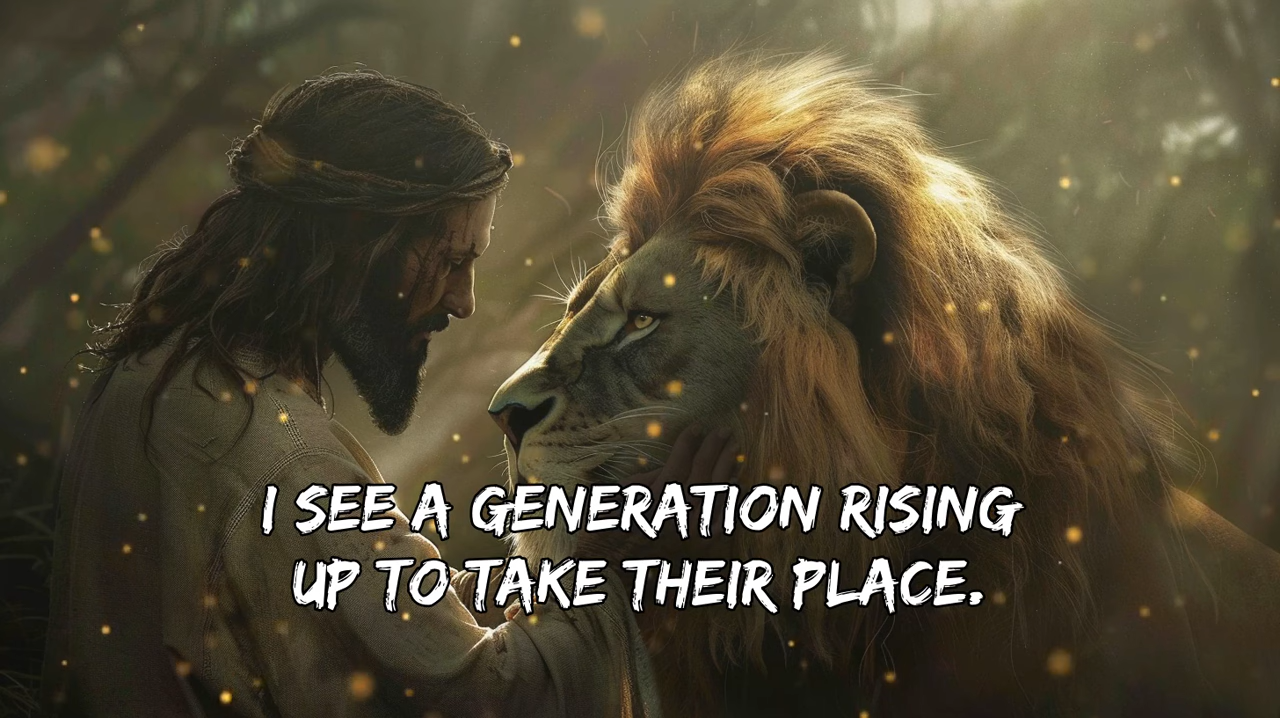 I SEE A GENERATION RISING
UP TO TAKE THEIR PLACE.